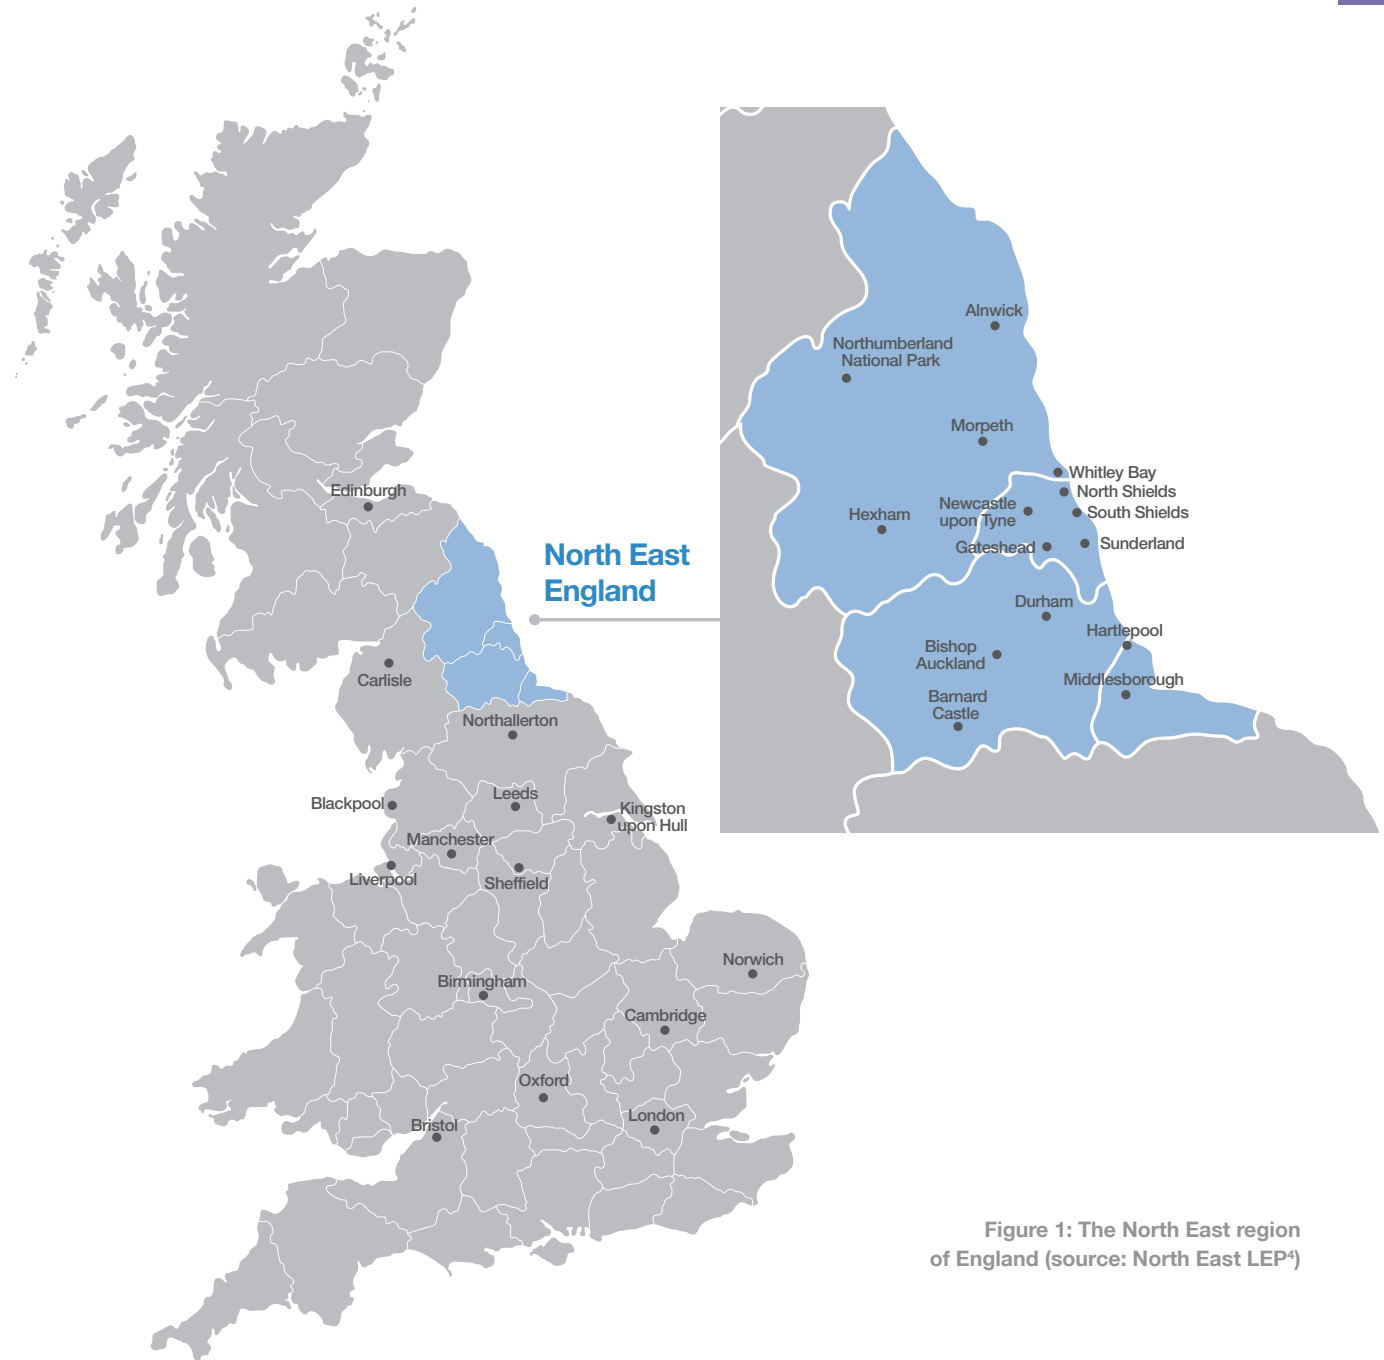 Edinburgh
North East
England
Carlisle
Northallerton
Blackpool
Leeds
Kingston
upon Hull
Manchester
Liverpool
Sheffield
Norwich
Birmingham
Cambridge
Oxford
London
Bristol
Alnwick
Northumberland
National Park
Morpeth
Whitley Bay
North Shields
South Shields
Newcastle
upon Tyne
Hexham
Gateshead
Sunderland
Durham
Hartlepool
Bishop
Auckland
Middlesborough
Barnard
Castle
Figure 1: The North East region
of England (source: North East LEP⁴)